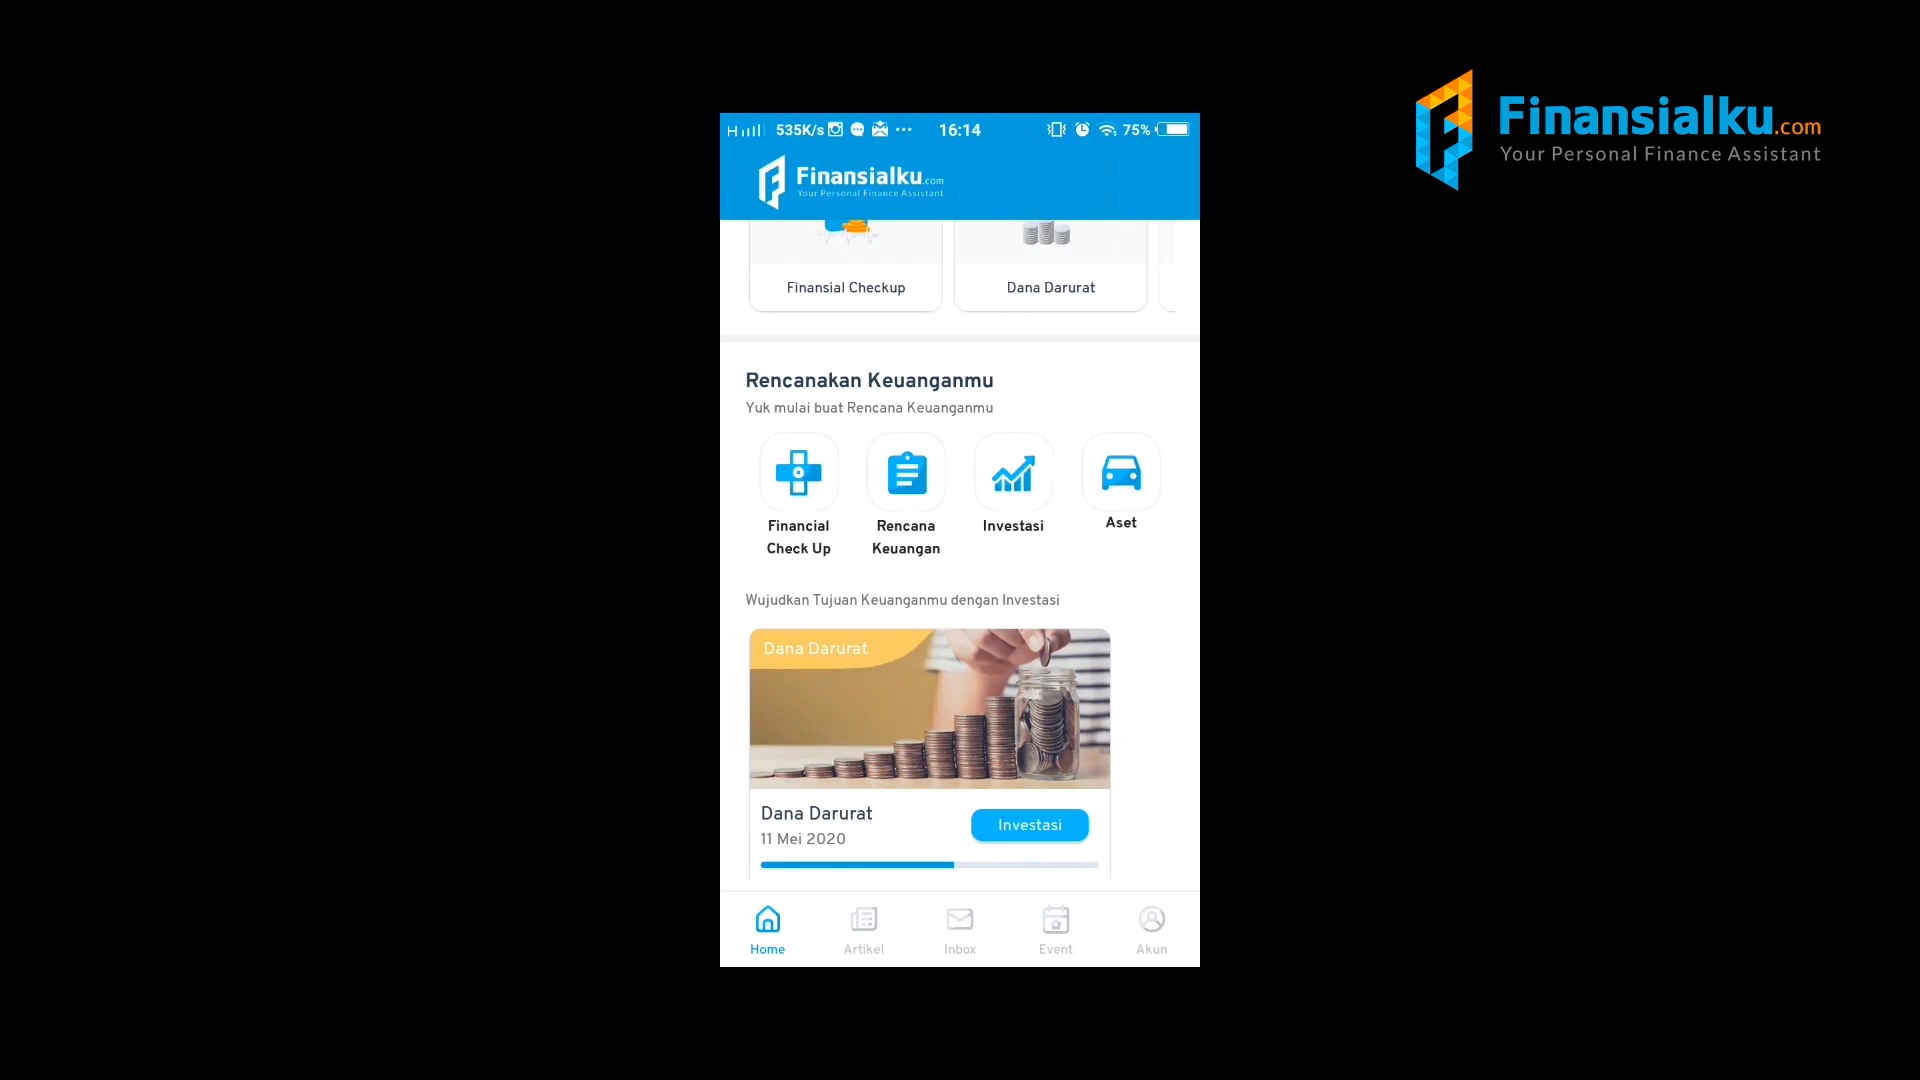 H 535K/s ... 16:14 75%
Finansialku.com
Your Personal Finance Assistant
Finansialku.com
Your Personal Finance Assistant
Finansial Checkup
Dana Darurat
Rencanakan Keuanganmu
Yuk mulai buat Rencana Keuanganmu
Financial Check Up
Rencana Keuangan
Investasi
Aset
Wujudkan Tujuan Keuanganmu dengan Investasi
Dana Darurat
Dana Darurat
Investasi
11 Mei 2020
Home
Artikel
Inbox
Event
Akun